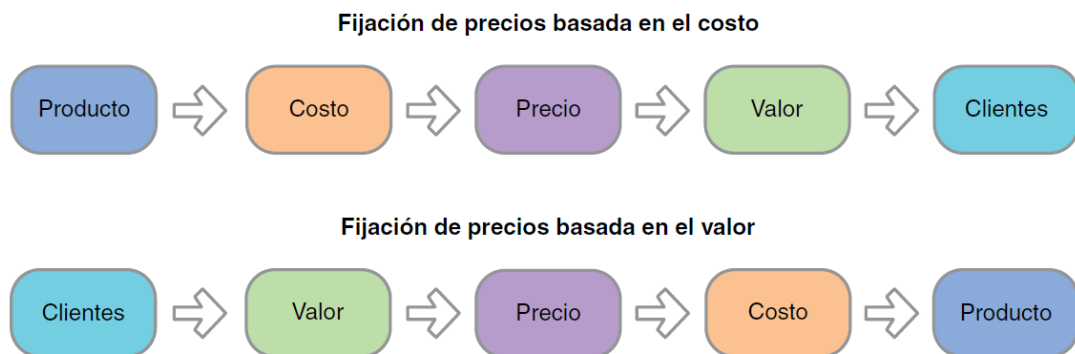 Fijación de precios basada en el costo
Producto Costo Precio Valor Clientes
Fijación de precios basada en el valor
Clientes Valor Precio Costo Producto